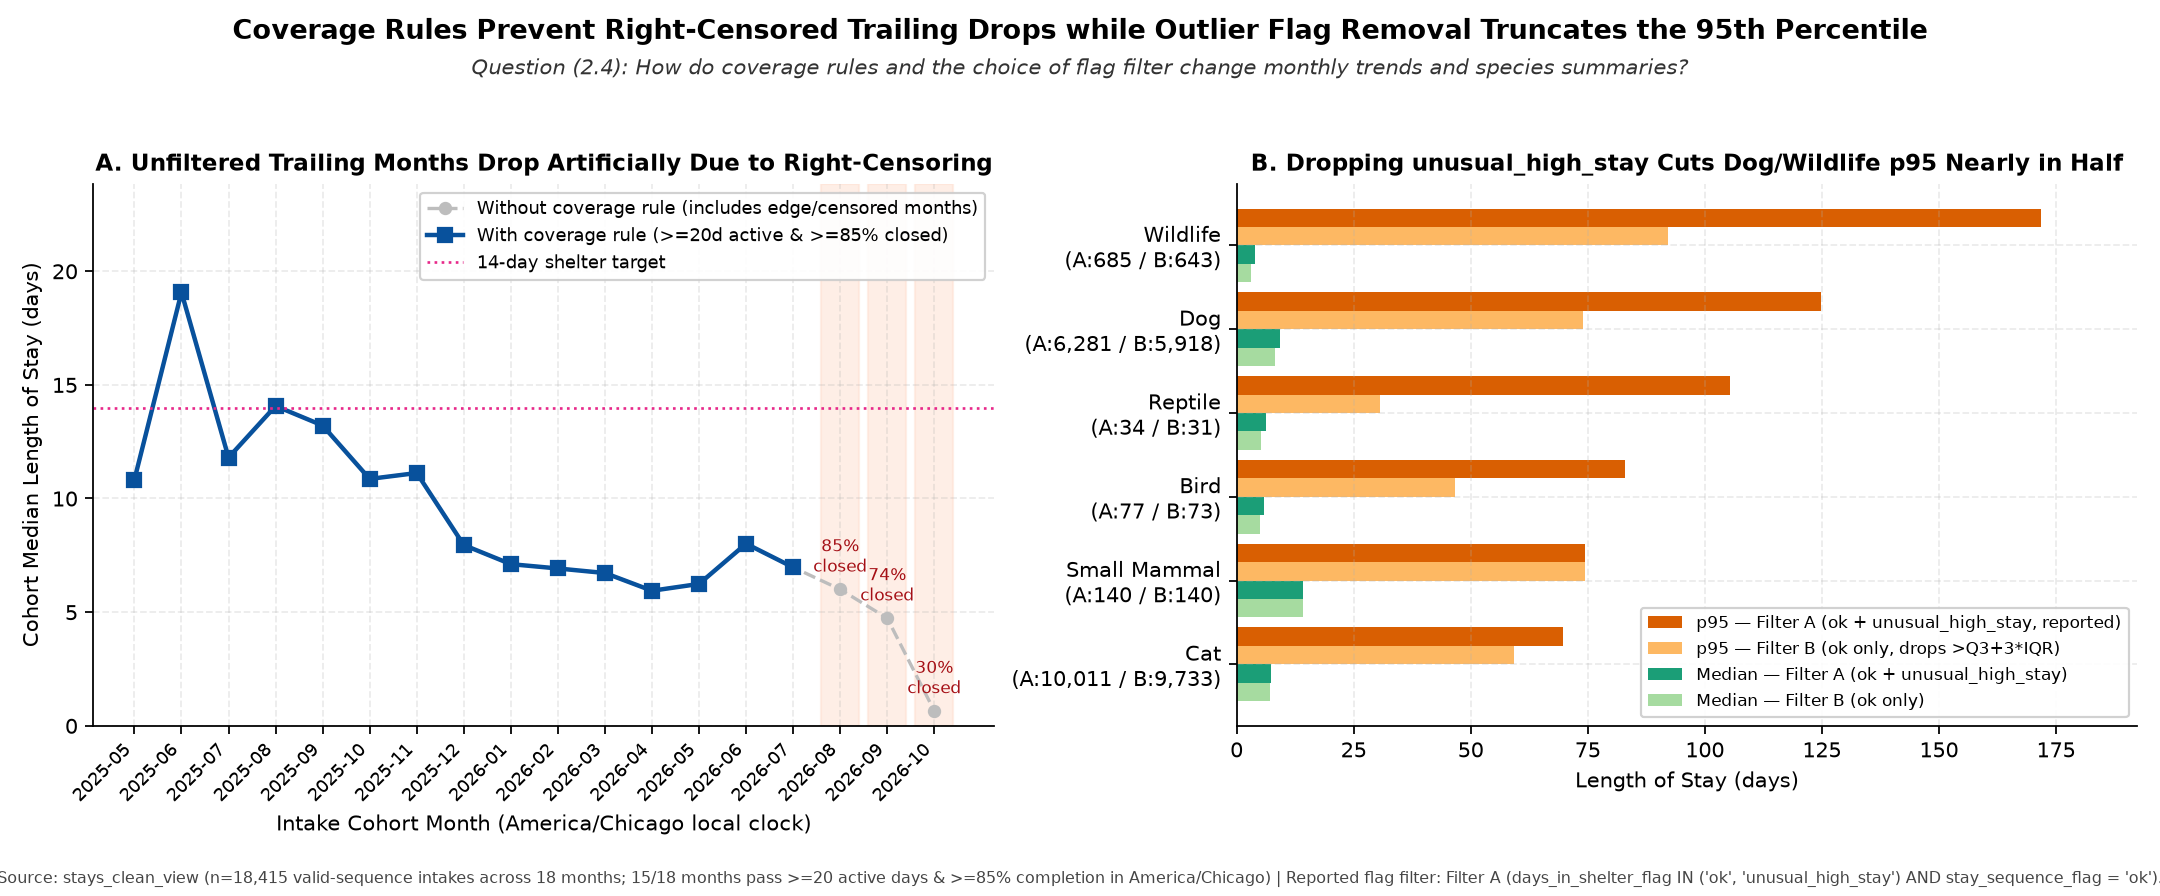 Coverage Rules Prevent Right-Censored Trailing Drops while Outlier Flag Removal Truncates the 95th Percentile
Question (2.4): How do coverage rules and the choice of flag filter change monthly trends and species summaries?
A. Unfiltered Trailing Months Drop Artificially Due to Right-Censoring
Without coverage rule (includes edge/censored months)
With coverage rule (>=20d active & >=85% closed)
14-day shelter target
Cohort Median Length of Stay (days)
20
15
10
5
0
85%
closed
74%
closed
30%
closed
2025-05
2025-06
2025-07
2025-08
2025-09
2025-10
2025-11
2025-12
2026-01
2026-02
2026-03
2026-04
2026-05
2026-06
2026-07
2026-08
2026-09
2026-10
Intake Cohort Month (America/Chicago local clock)
B. Dropping unusual_high_stay Cuts Dog/Wildlife p95 Nearly in Half
Wildlife
(A:685 / B:643)
Dog
(A:6,281 / B:5,918)
Reptile
(A:34 / B:31)
Bird
(A:77 / B:73)
Small Mammal
(A:140 / B:140)
Cat
(A:10,011 / B:9,733)
p95 — Filter A (ok + unusual_high_stay, reported)
p95 — Filter B (ok only, drops >Q3+3*IQR)
Median — Filter A (ok + unusual_high_stay)
Median — Filter B (ok only)
0
25
50
75
100
125
150
175
Length of Stay (days)
Source: stays_clean_view (n=18,415 valid-sequence intakes across 18 months; 15/18 months pass >=20 active days & >=85% completion in America/Chicago) | Reported flag filter: Filter A (days_in_shelter_flag IN ('ok', 'unusual_high_stay') AND stay_sequence_flag = 'ok').